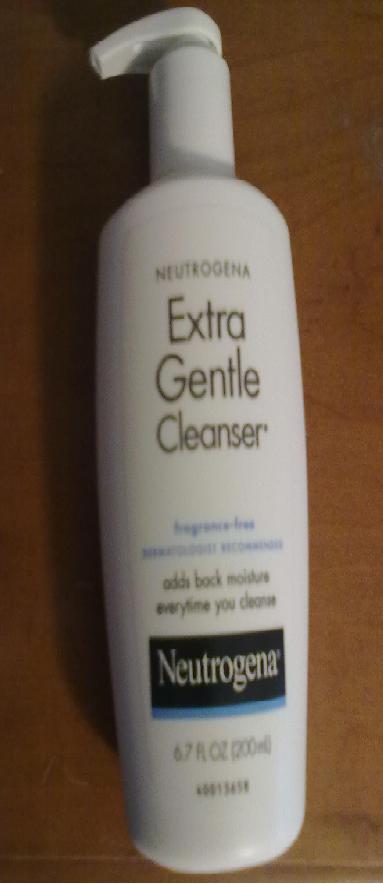 NEUTROGENA
Extra
Gentle
Cleanser
fragrance-free
DERMATOLOGIST RECOMMENDED
adds back moisture
everytime you cleanse
Neutrogena®
6.7 FL OZ (200ml)